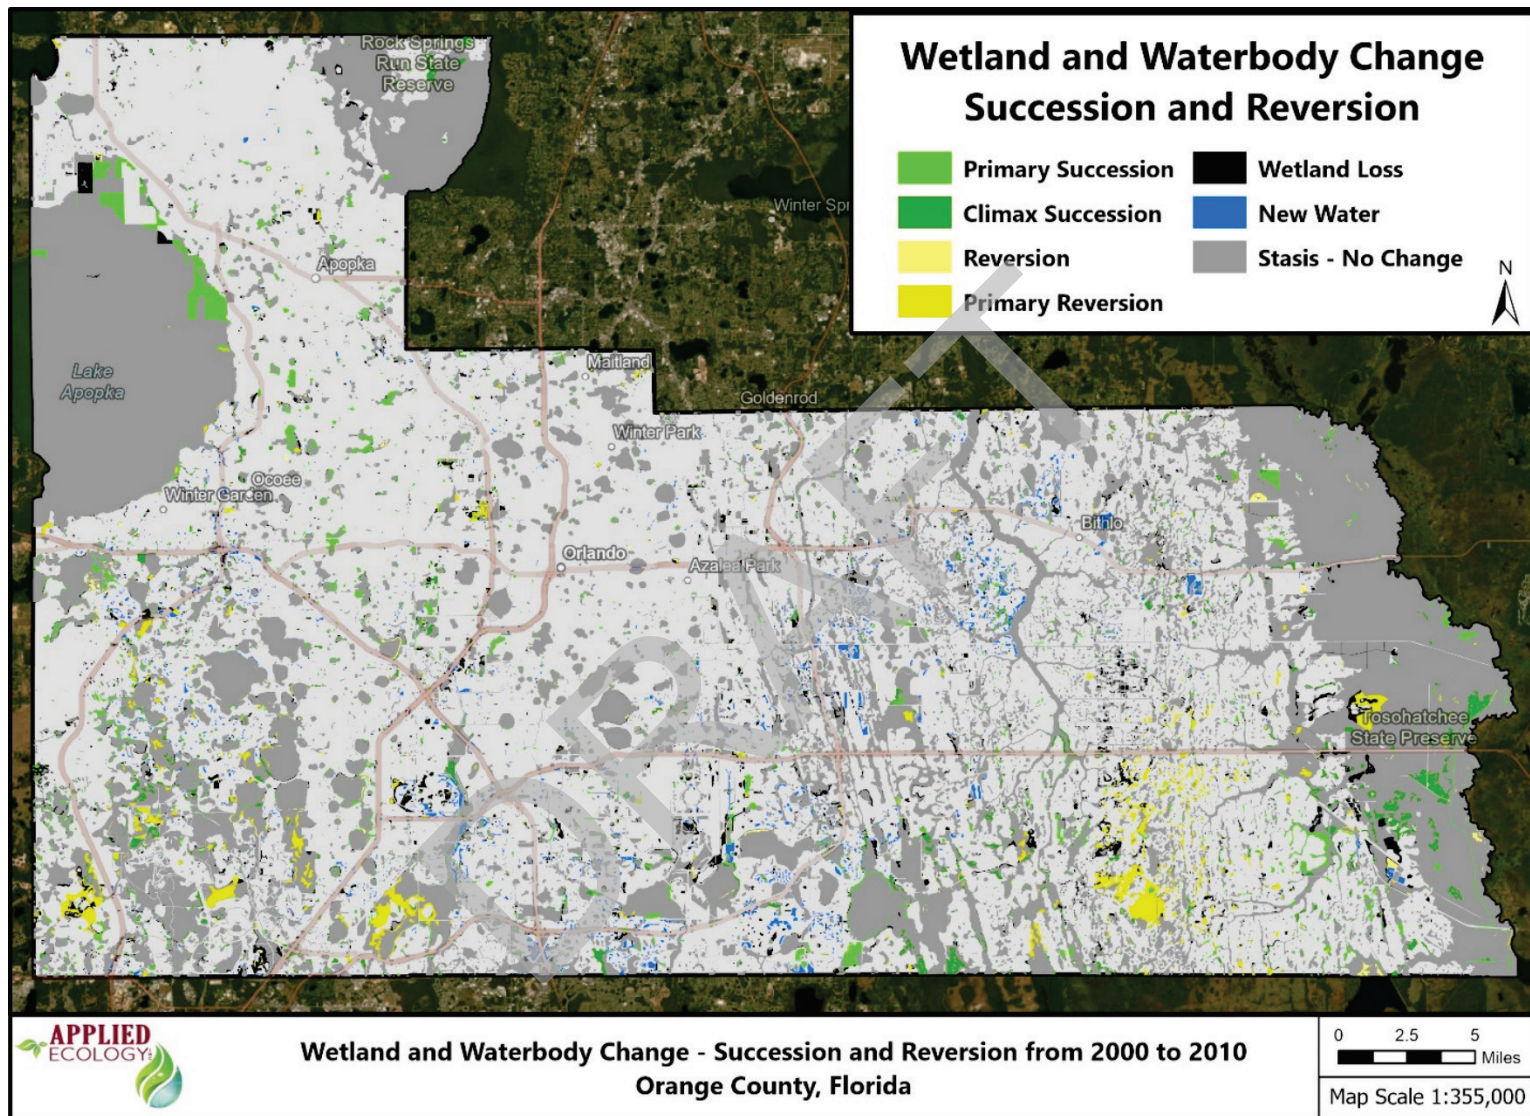 Wetland and Waterbody Change
Succession and Reversion
Primary Succession
Climax Succession
Reversion
Primary Reversion
Wetland Loss
New Water
Stasis - No Change
N
Rock Springs
Run State
Reserve
Winter Spr
Apopka
Lake
Apopka
Maitland
Goldenrod
Winter Park
Ocoee
Winter Garden
Bithlo
Orlando
Azalea Park
Tosohatchee
State Preserve
DRAFT
APPLIED
ECOLOGY
Wetland and Waterbody Change - Succession and Reversion from 2000 to 2010
Orange County, Florida
0 2.5 5
Miles
Map Scale 1:355,000